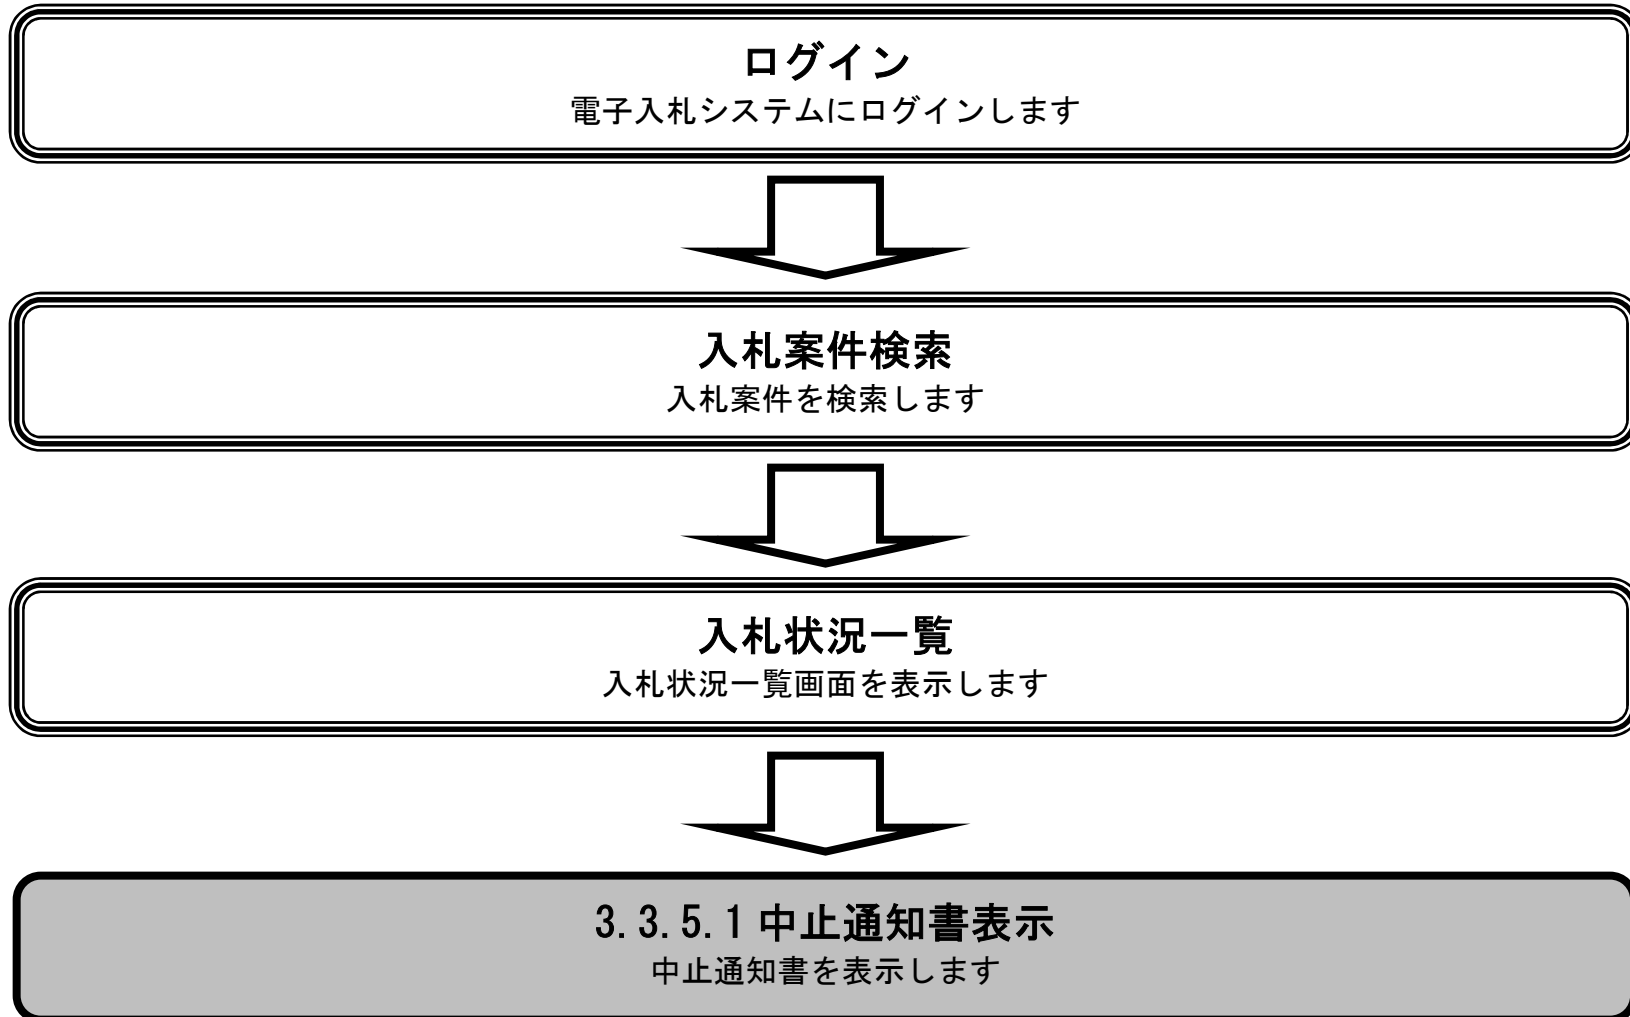 ログイン
電子入札システムにログインします
入札案件検索
入札案件を検索します
入札状況一覧
入札状況一覧画面を表示します
3.3.5.1中止通知書表示
中止通知書を表示します